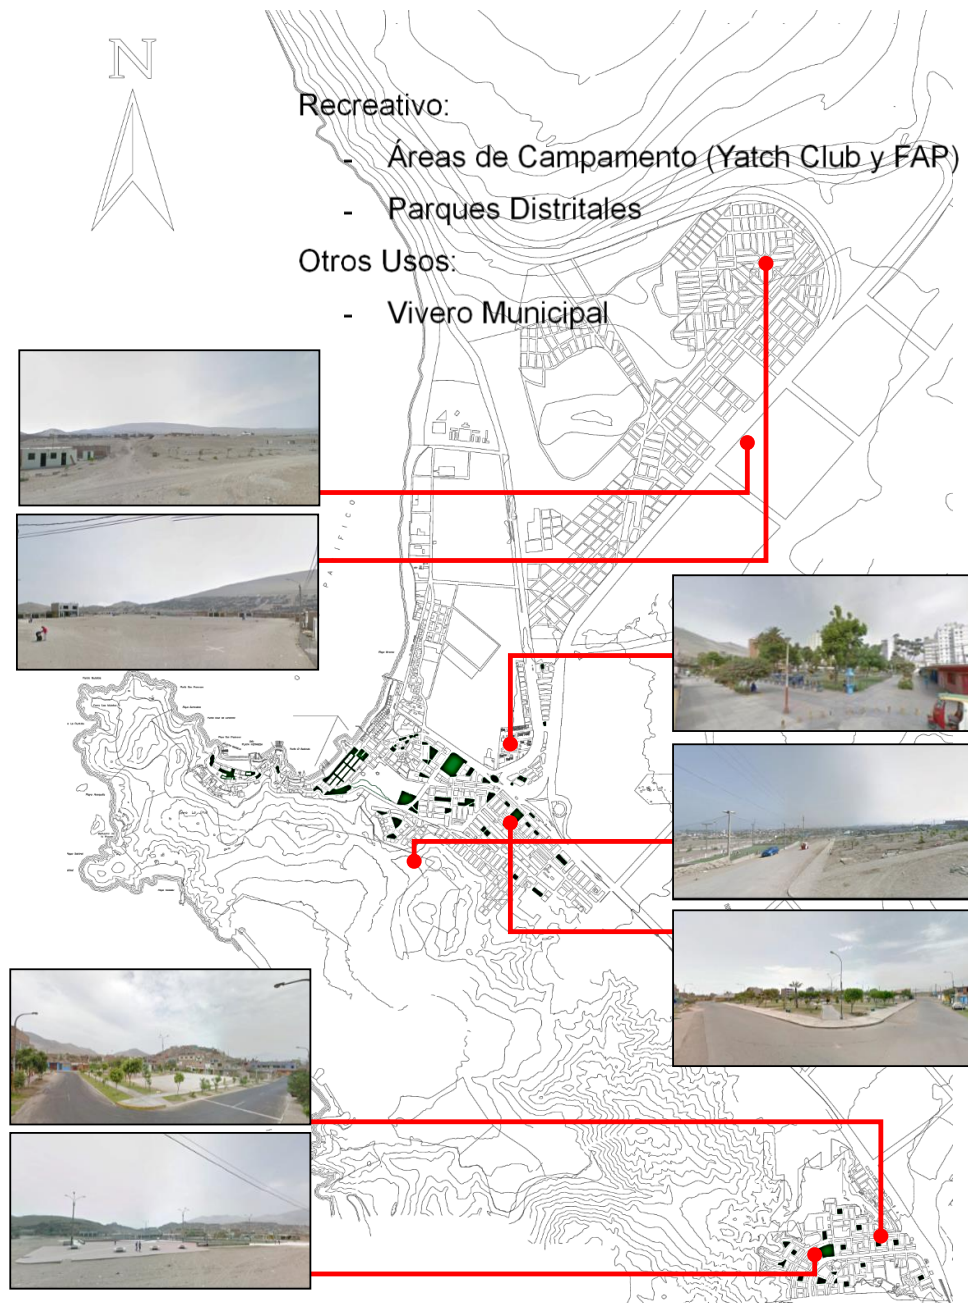 N
Recreativo:
- Áreas de Campamento (Yatch Club y FAP)
- Parques Distritales
Otros Usos:
- Vivero Municipal